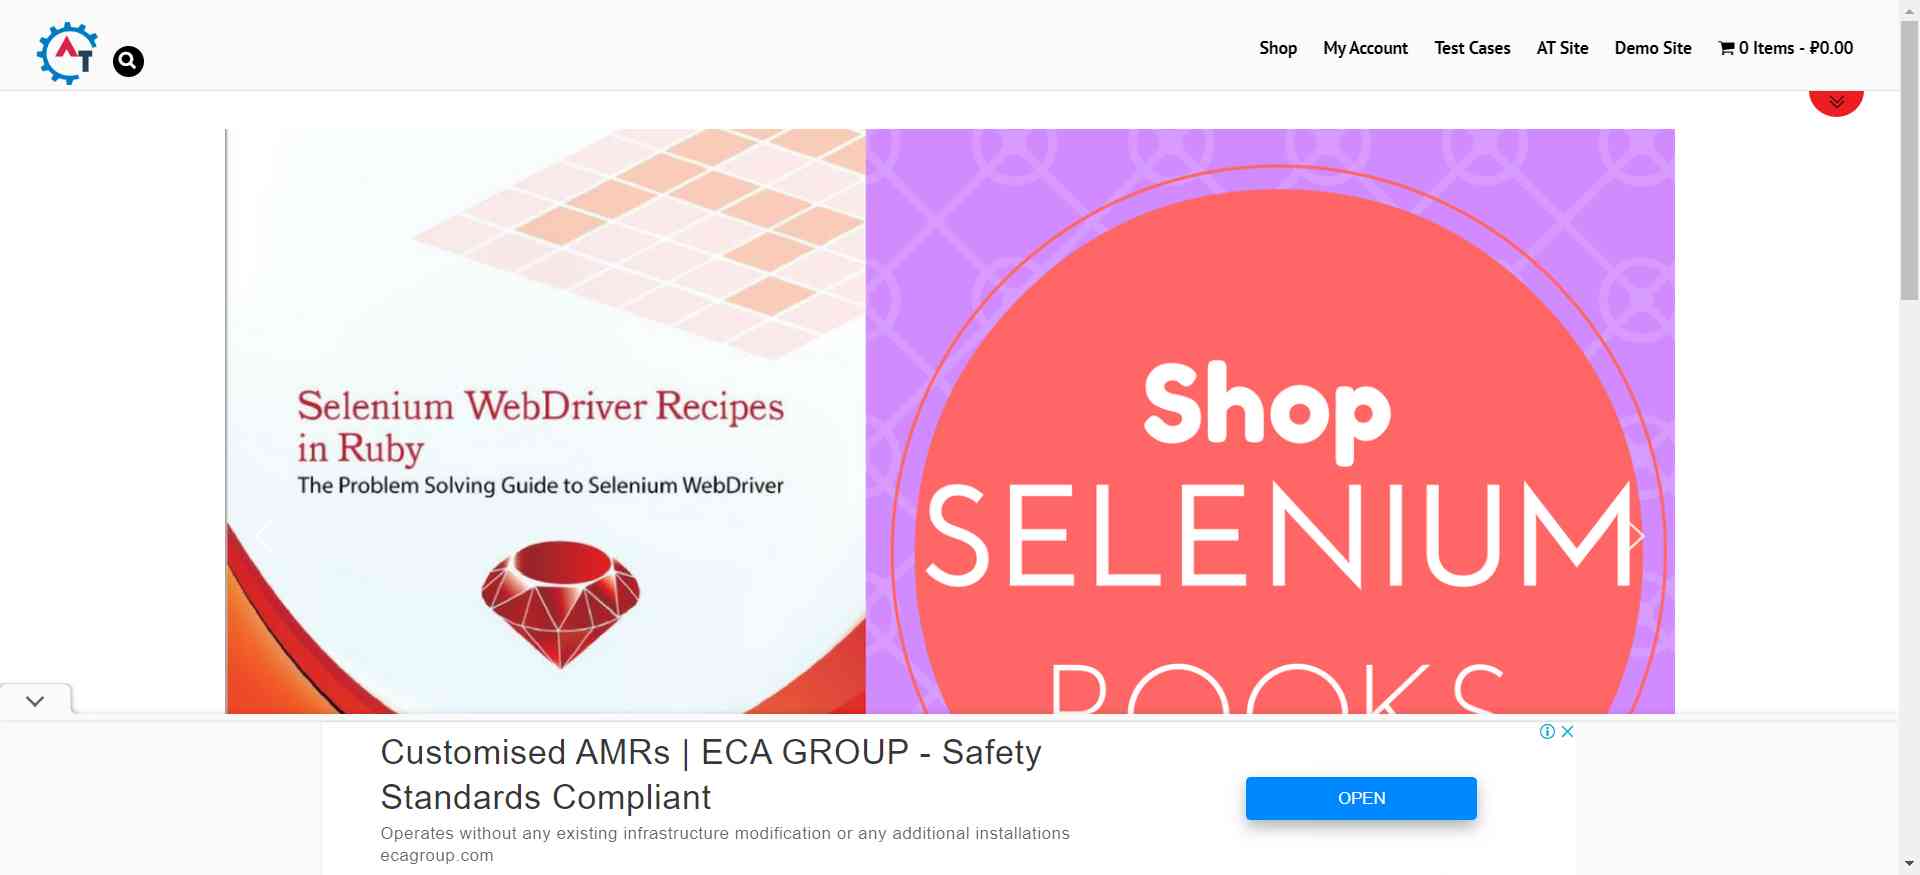 AT
Shop
My Account
Test Cases
AT Site
Demo Site
0 Items - ₽0.00
Selenium WebDriver Recipes
in Ruby
The Problem Solving Guide to Selenium WebDriver
Shop
SELENIUM
BOOKS
Customised AMRs | ECA GROUP - Safety
Standards Compliant
Operates without any existing infrastructure modification or any additional installations
ecagroup.com
OPEN